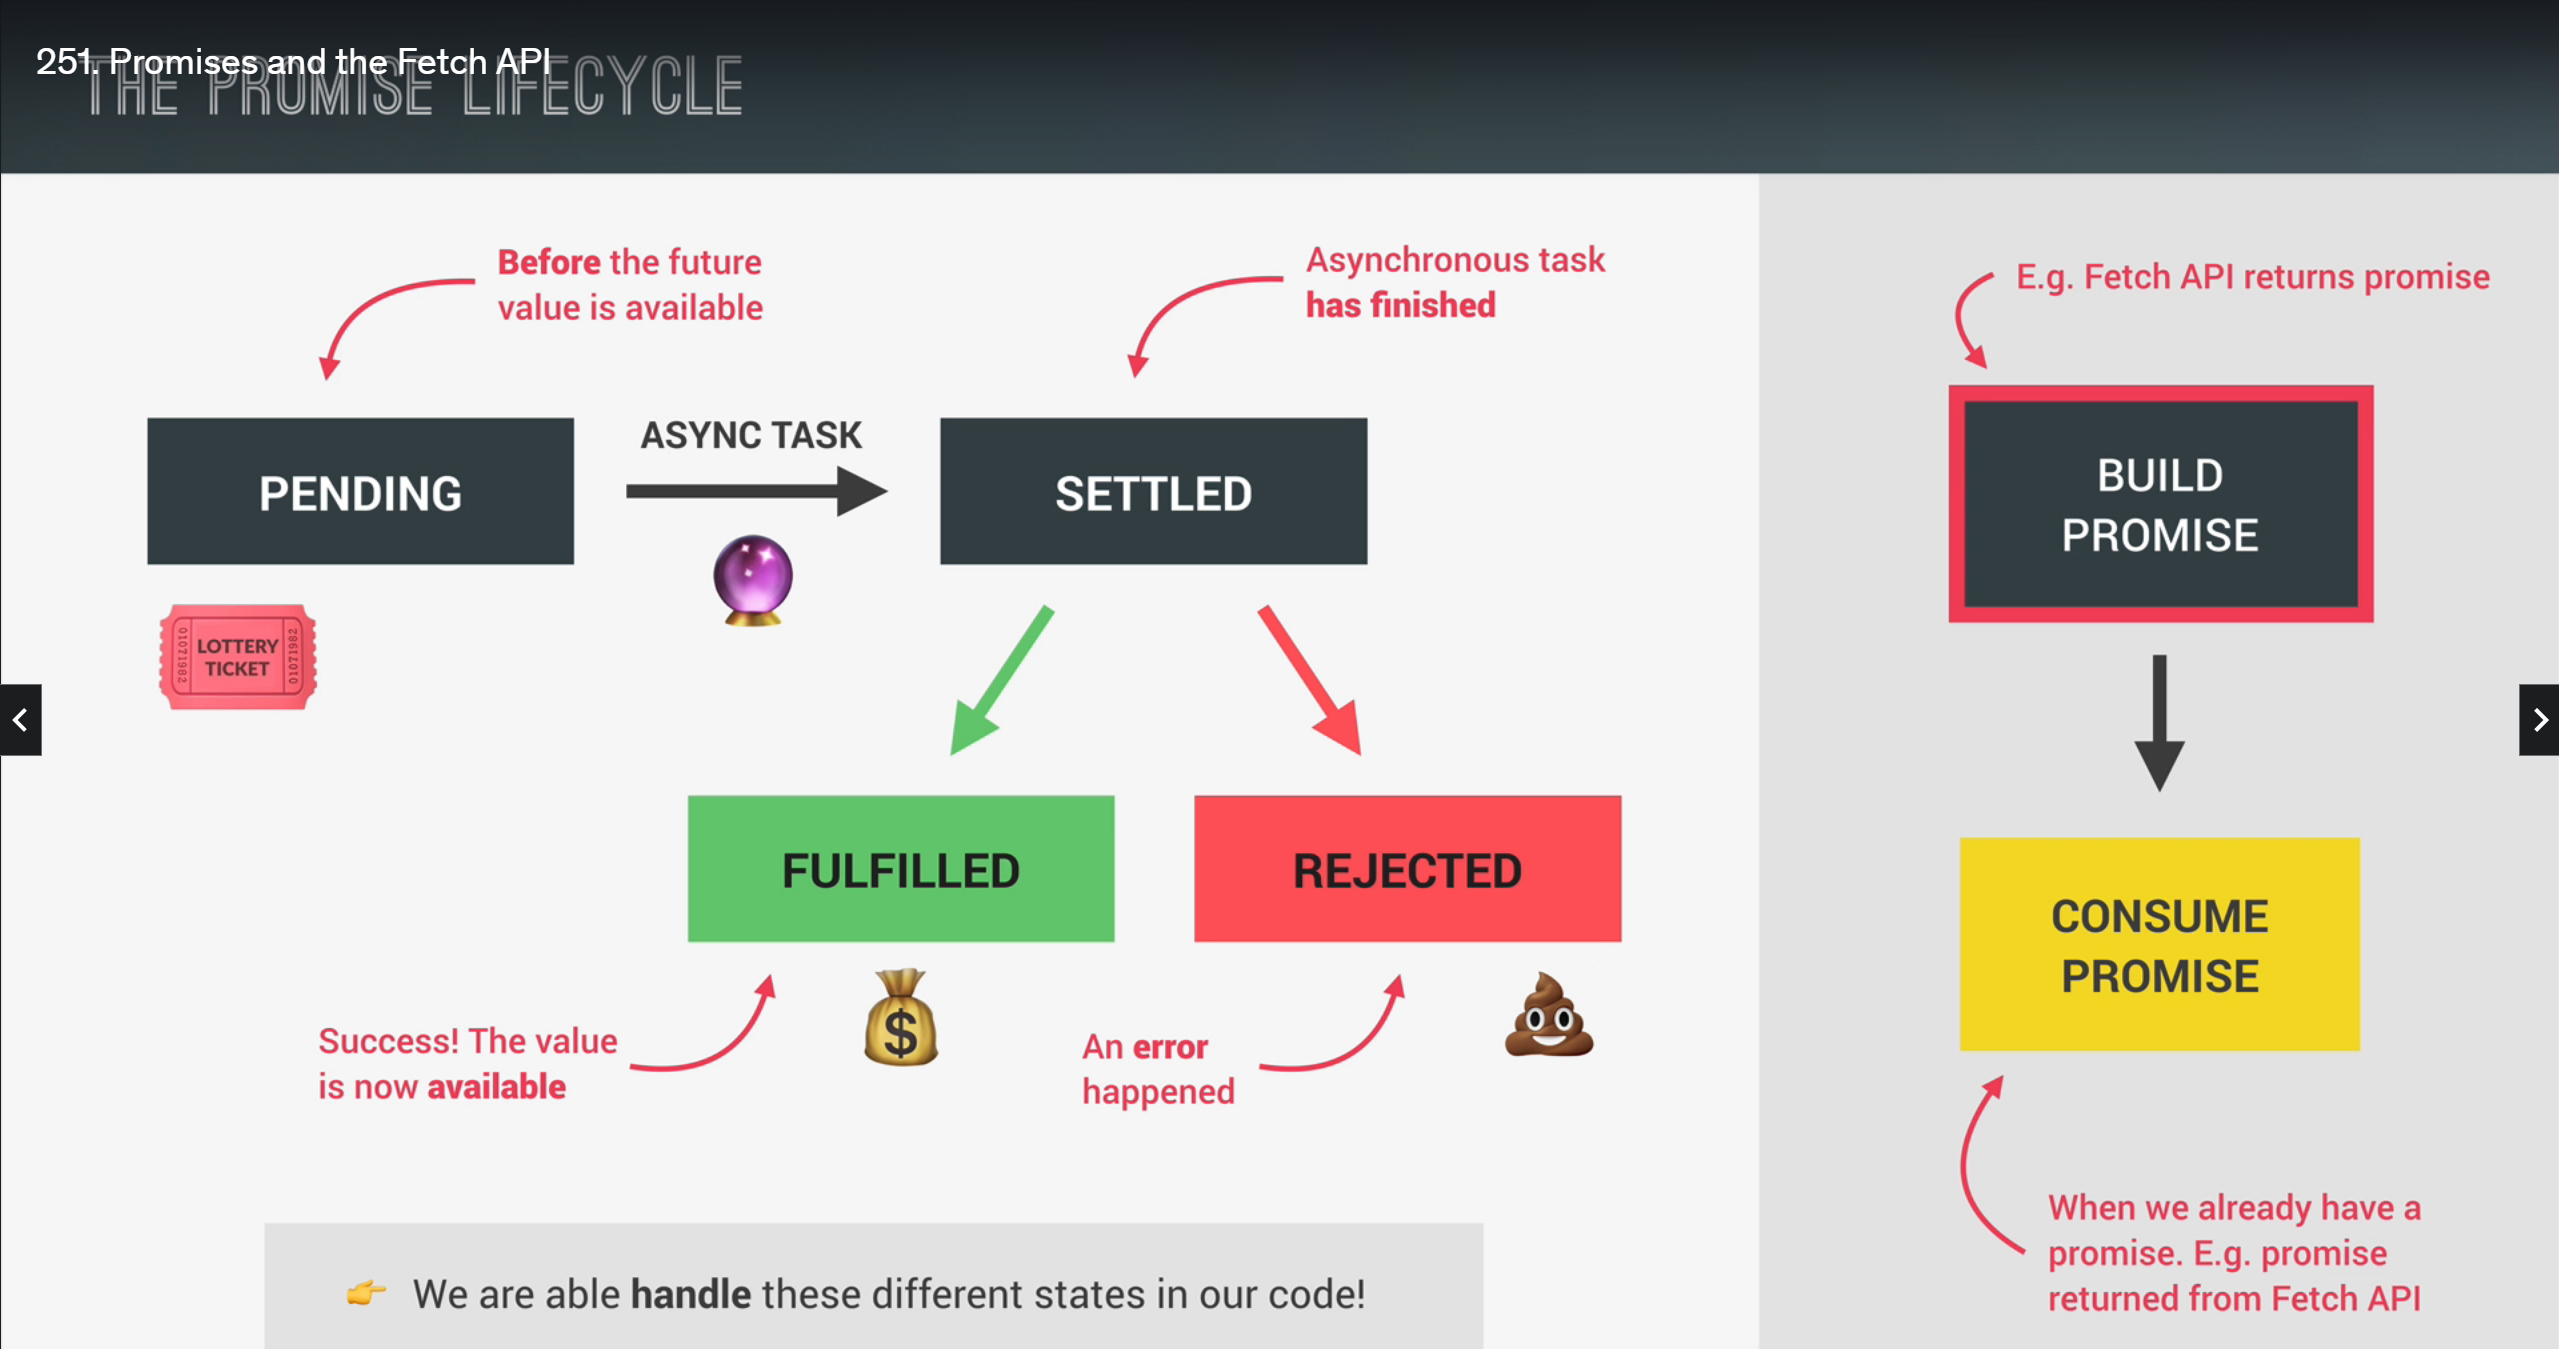 251. Promises and the Fetch API
THE PROMISE LIFECYCLE
Before the future
value is available
Asynchronous task
has finished
PENDING
ASYNC TASK
SETTLED
LOTTERY
TICKET
01071982
01071982
FULFILLED
REJECTED
$
Success! The value
is now available
An error
happened
We are able handle these different states in our code!
E.g. Fetch API returns promise
BUILD
PROMISE
CONSUME
PROMISE
When we already have a
promise. E.g. promise
returned from Fetch API